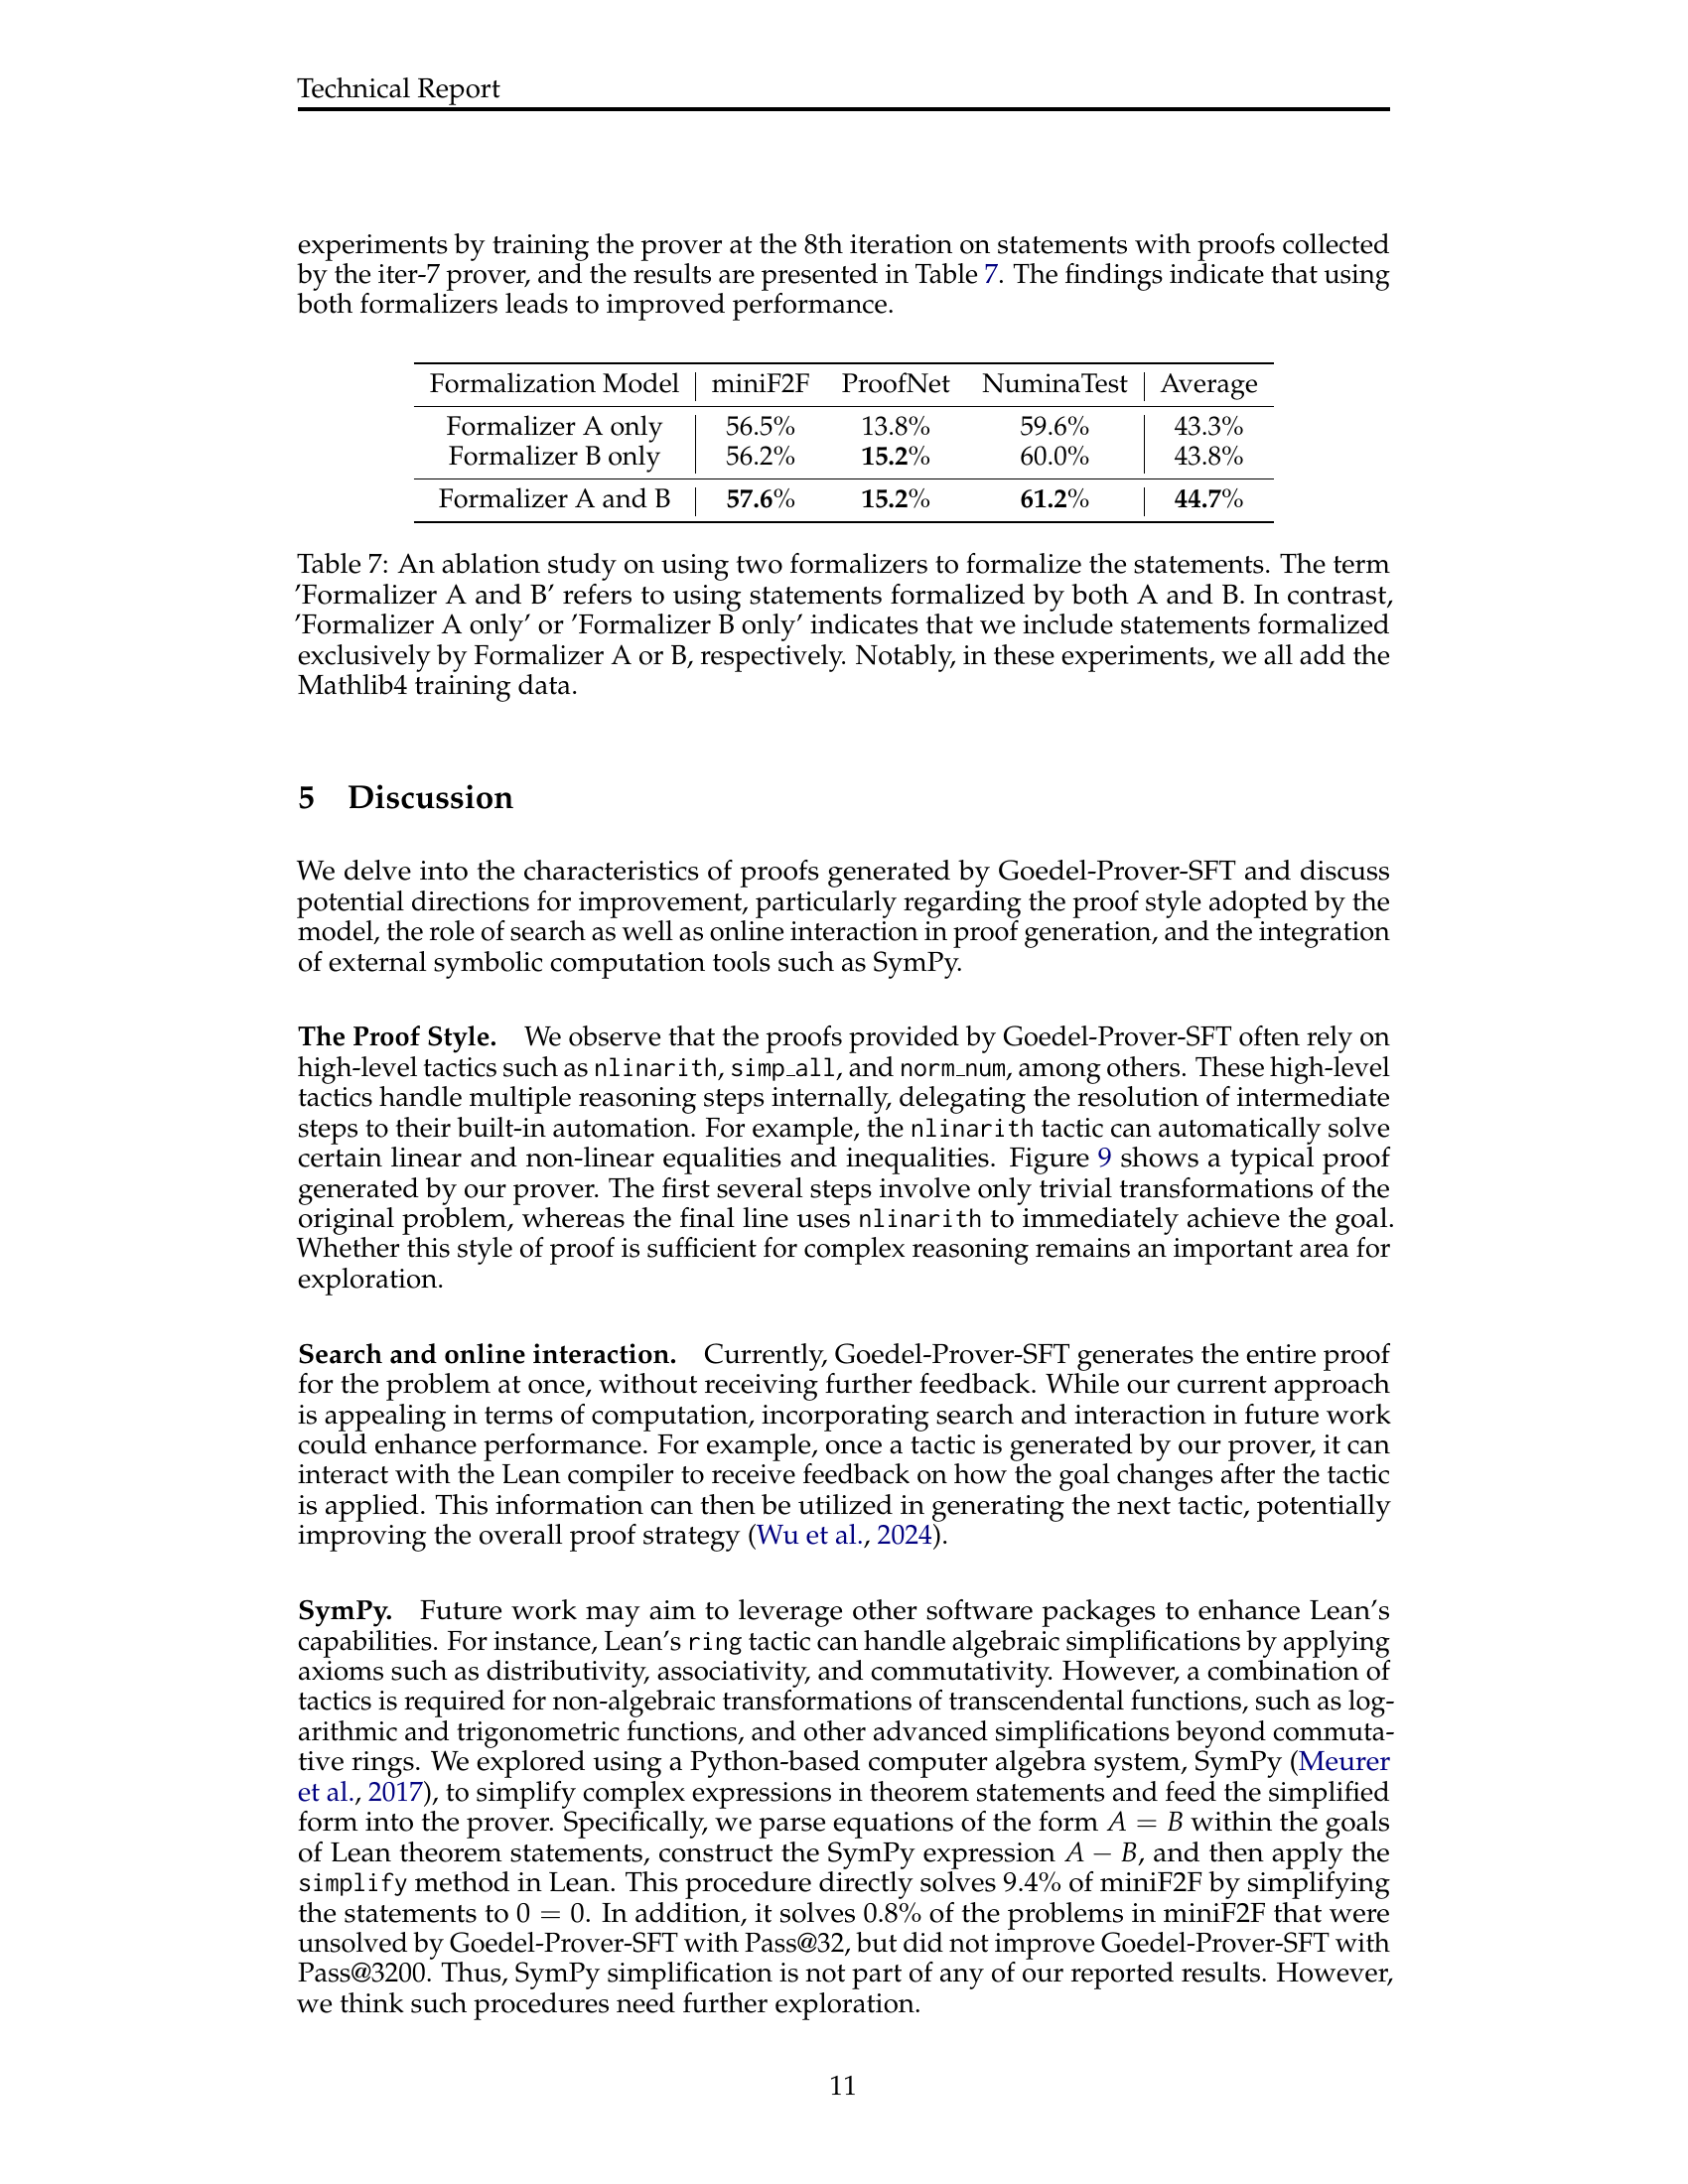 Technical Report
experiments by training the prover at the 8th iteration on statements with proofs collected
by the iter-7 prover, and the results are presented in Table 7. The findings indicate that using
both formalizers leads to improved performance.
Formalization Model miniF2F ProofNet NuminaTest Average
Formalizer A only 56.5% 13.8% 59.6% 43.3%
Formalizer B only 56.2% 15.2% 60.0% 43.8%
Formalizer A and B 57.6% 15.2% 61.2% 44.7%
Table 7: An ablation study on using two formalizers to formalize the statements. The term
’Formalizer A and B’ refers to using statements formalized by both A and B. In contrast,
’Formalizer A only’ or ’Formalizer B only’ indicates that we include statements formalized
exclusively by Formalizer A or B, respectively. Notably, in these experiments, we all add the
Mathlib4 training data.
5 Discussion
We delve into the characteristics of proofs generated by Goedel-Prover-SFT and discuss
potential directions for improvement, particularly regarding the proof style adopted by the
model, the role of search as well as online interaction in proof generation, and the integration
of external symbolic computation tools such as SymPy.
The Proof Style. We observe that the proofs provided by Goedel-Prover-SFT often rely on
high-level tactics such as nlinarith, simp_all, and norm_num, among others. These high-level
tactics handle multiple reasoning steps internally, delegating the resolution of intermediate
steps to their built-in automation. For example, the nlinarith tactic can automatically solve
certain linear and non-linear equalities and inequalities. Figure 9 shows a typical proof
generated by our prover. The first several steps involve only trivial transformations of the
original problem, whereas the final line uses nlinarith to immediately achieve the goal.
Whether this style of proof is sufficient for complex reasoning remains an important area for
exploration.
Search and online interaction. Currently, Goedel-Prover-SFT generates the entire proof
for the problem at once, without receiving further feedback. While our current approach
is appealing in terms of computation, incorporating search and interaction in future work
could enhance performance. For example, once a tactic is generated by our prover, it can
interact with the Lean compiler to receive feedback on how the goal changes after the tactic
is applied. This information can then be utilized in generating the next tactic, potentially
improving the overall proof strategy (Wu et al., 2024).
SymPy. Future work may aim to leverage other software packages to enhance Lean’s
capabilities. For instance, Lean’s ring tactic can handle algebraic simplifications by applying
axioms such as distributivity, associativity, and commutativity. However, a combination of
tactics is required for non-algebraic transformations of transcendental functions, such as log-
arithmic and trigonometric functions, and other advanced simplifications beyond commuta-
tive rings. We explored using a Python-based computer algebra system, SymPy (Meurer
et al., 2017), to simplify complex expressions in theorem statements and feed the simplified
form into the prover. Specifically, we parse equations of the form A = B within the goals
of Lean theorem statements, construct the SymPy expression A − B, and then apply the
simplify method in Lean. This procedure directly solves 9.4% of miniF2F by simplifying
the statements to 0 = 0. In addition, it solves 0.8% of the problems in miniF2F that were
unsolved by Goedel-Prover-SFT with Pass@32, but did not improve Goedel-Prover-SFT with
Pass@3200. Thus, SymPy simplification is not part of any of our reported results. However,
we think such procedures need further exploration.
11